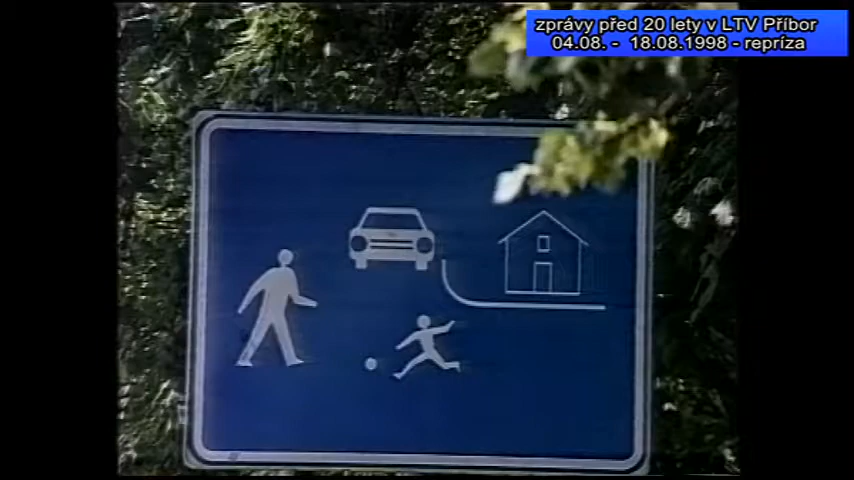 zprávy před 20 lety v LTV Příbor
04.08. - 18.08.1998 - repríza